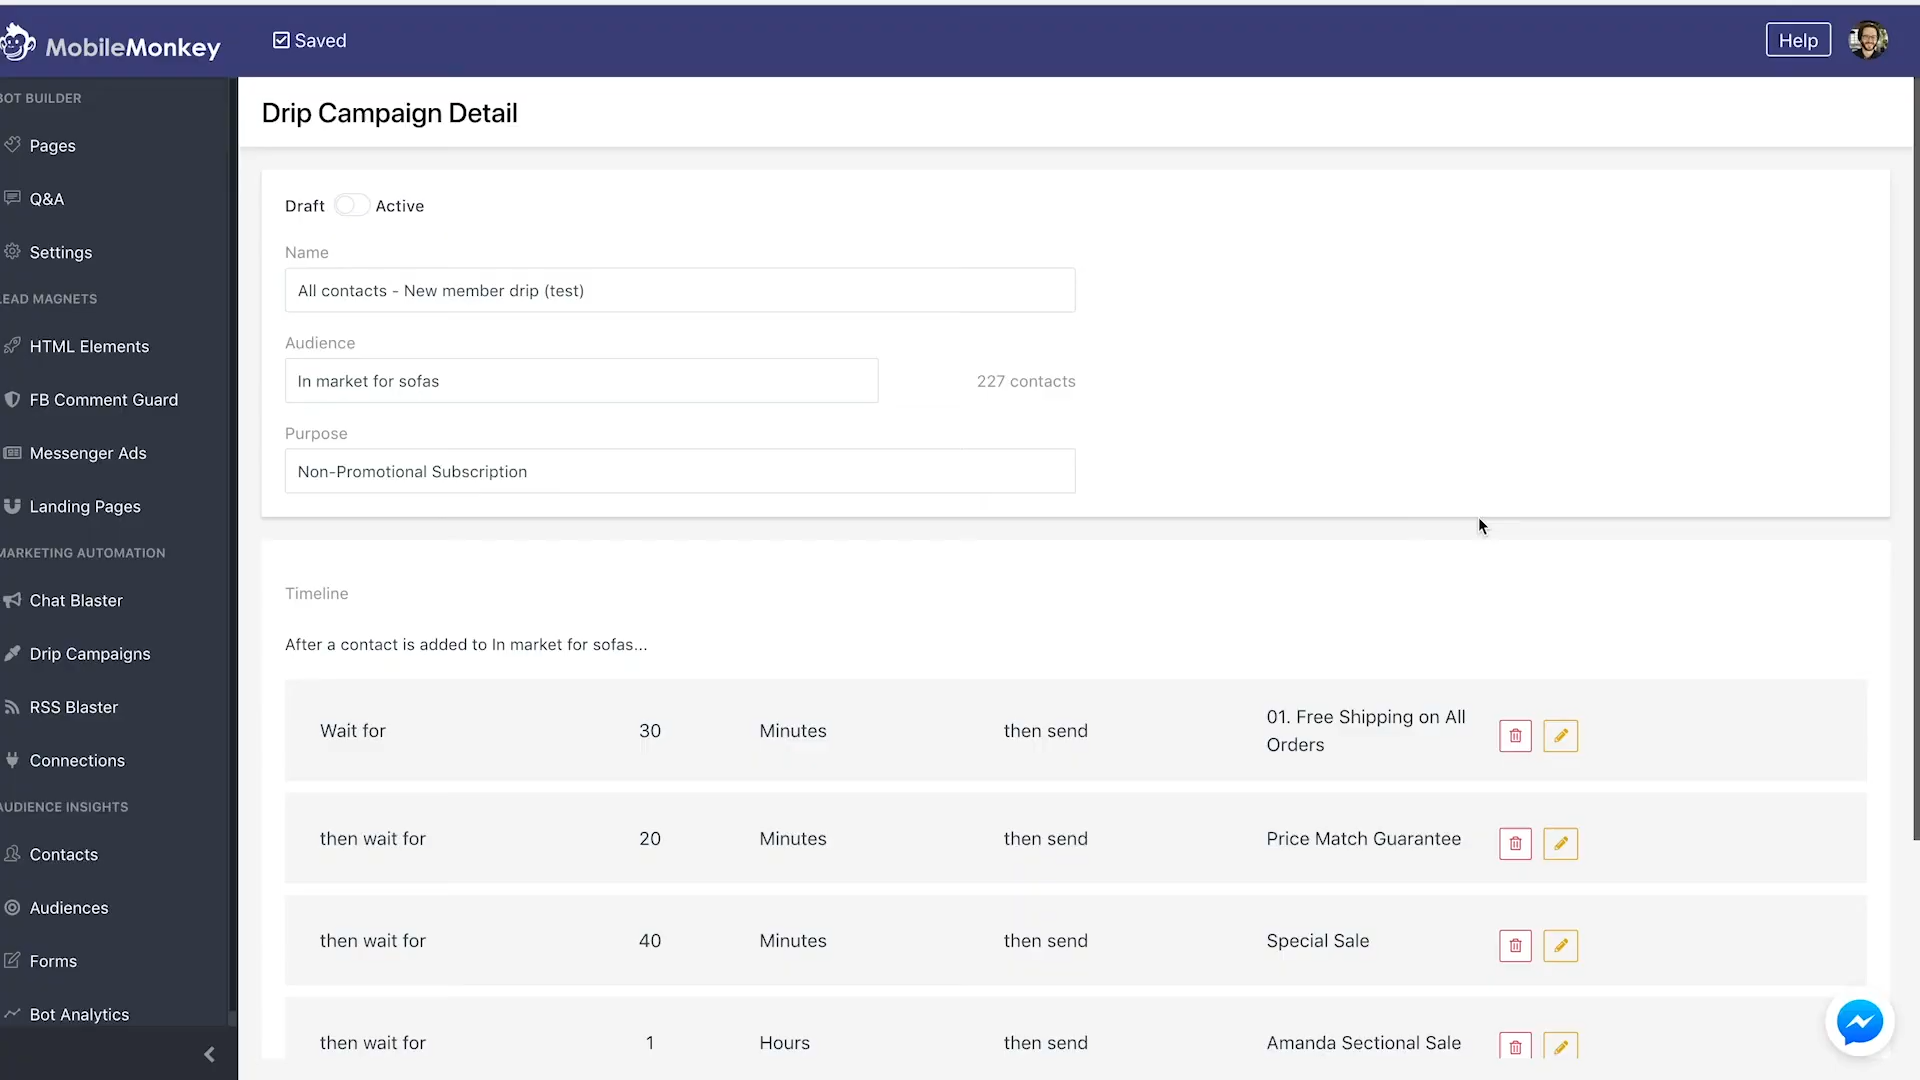 MobileMonkey
Saved
Help
BOT BUILDER
Pages
Q&A
Settings
LEAD MAGNETS
HTML Elements
FB Comment Guard
Messenger Ads
Landing Pages
MARKETING AUTOMATION
Chat Blaster
Drip Campaigns
RSS Blaster
Connections
AUDIENCE INSIGHTS
Contacts
Audiences
Forms
Bot Analytics
Drip Campaign Detail
Draft Active
Name
All contacts - New member drip (test)
Audience
In market for sofas 227 contacts
Purpose
Non-Promotional Subscription
Timeline
After a contact is added to In market for sofas...
Wait for 30 Minutes then send 01. Free Shipping on All
Orders
then wait for 20 Minutes then send Price Match Guarantee
then wait for 40 Minutes then send Special Sale
then wait for 1 Hours then send Amanda Sectional Sale